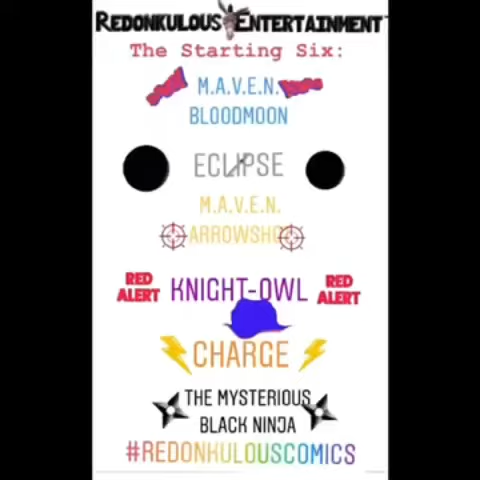 REDONKULOUS ENTERTAINMENT
The Starting Six:
M.A.V.E.N.
BLOODMOON
ECLIPSE
M.A.V.E.N.
ARROWSHO
RED ALERT KNIGHT-OWL RED ALERT
CHARGE
THE MYSTERIOUS
BLACK NINJA
#REDONKULOUSCOMICS